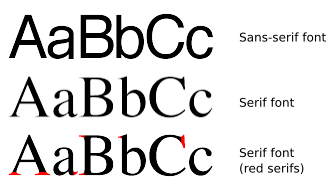 AaBbCc Sans-serif font
AaBbCc Serif font
AaBbCc Serif font
(red serifs)